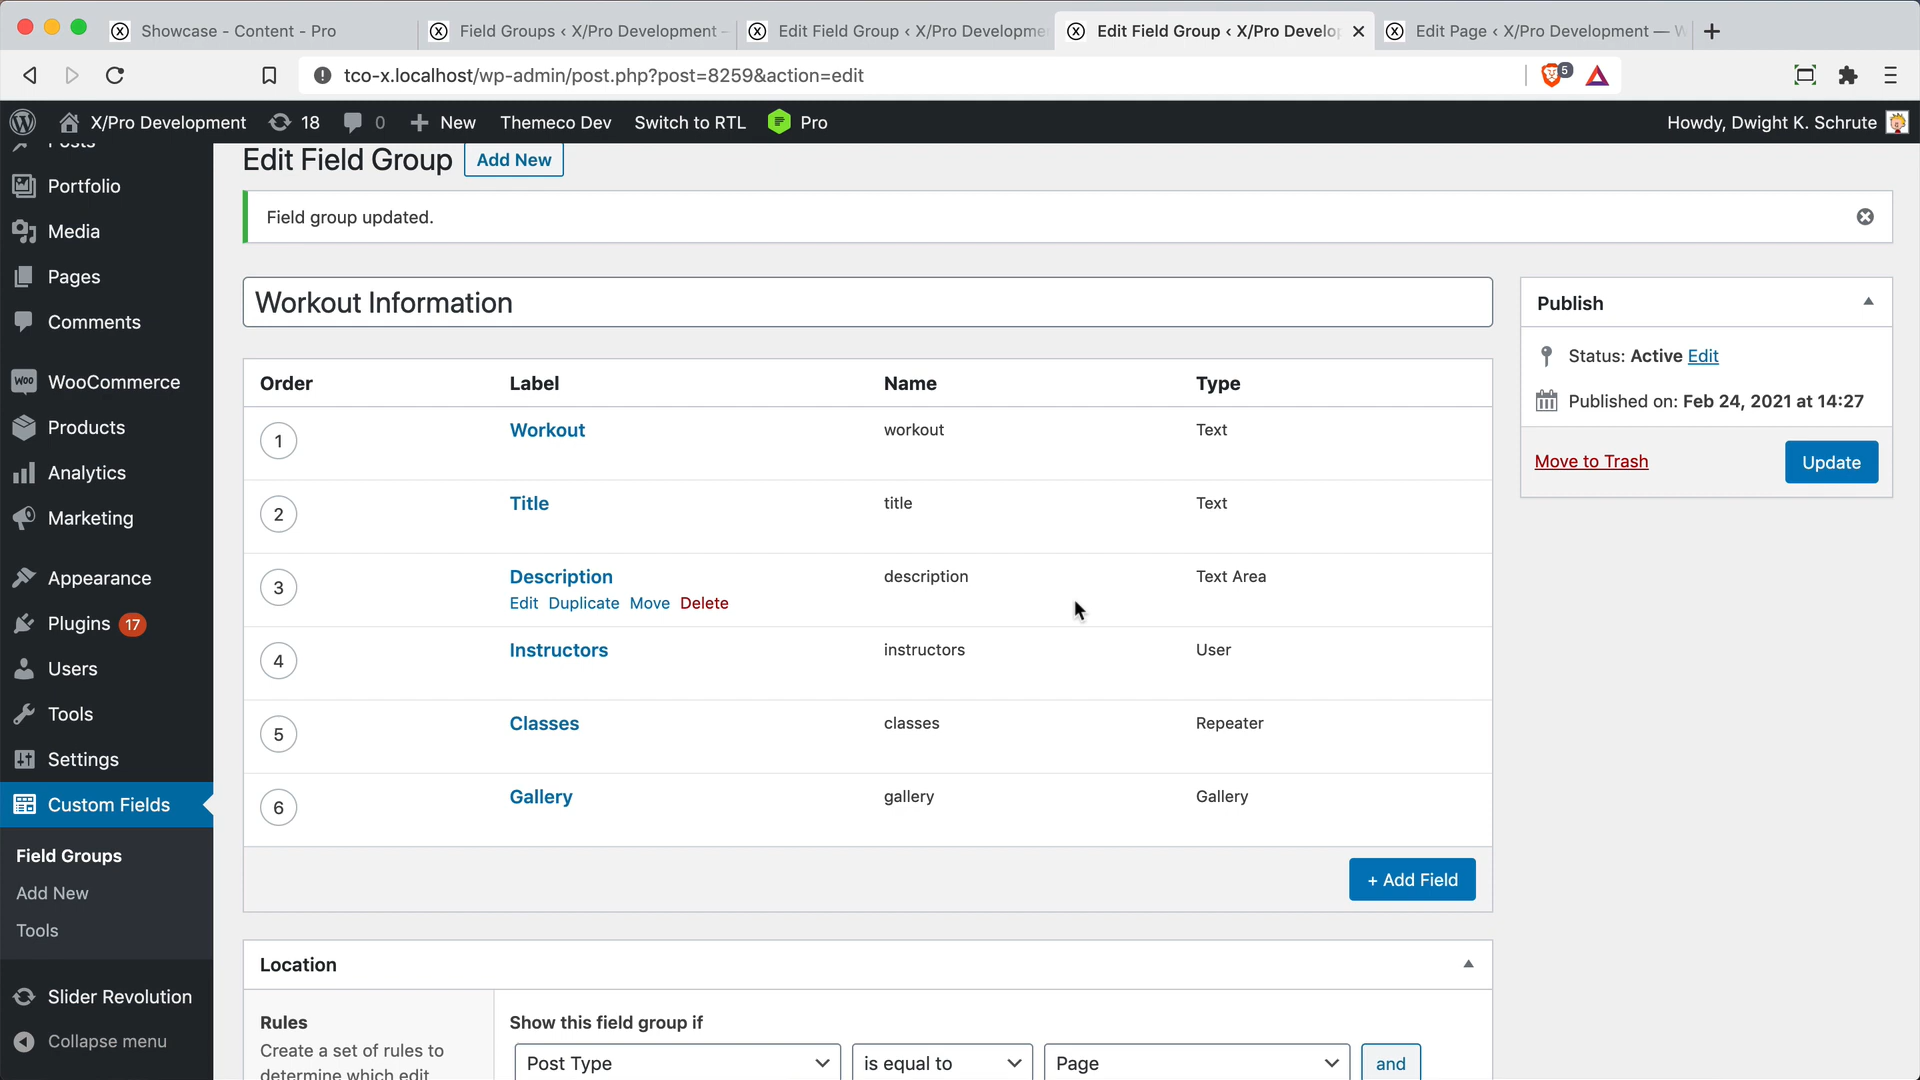 Showcase - Content - Pro
Field Groups ‹ X/Pro Development –
Edit Field Group ‹ X/Pro Developme
Edit Field Group ‹ X/Pro Develo
Edit Page ‹ X/Pro Development — W
tco-x.localhost/wp-admin/post.php?post=8259&action=edit
5
X/Pro Development
18
0
New
Themeco Dev
Switch to RTL
Pro
Howdy, Dwight K. Schrute
Posts
Portfolio
Media
Pages
Comments
WooCommerce
Products
Analytics
Marketing
Appearance
Plugins 17
Users
Tools
Settings
Custom Fields
Field Groups
Add New
Tools
Slider Revolution
Collapse menu
Edit Field Group
Add New
Field group updated.
Workout Information
Order Label Name Type
1 Workout workout Text
2 Title title Text
3 Description description Text Area
Edit Duplicate Move Delete
4 Instructors instructors User
5 Classes classes Repeater
6 Gallery gallery Gallery
+ Add Field
Location
Rules
Create a set of rules to
determine which edit
Show this field group if
Post Type is equal to Page and
Publish
Status: Active Edit
Published on: Feb 24, 2021 at 14:27
Move to Trash
Update